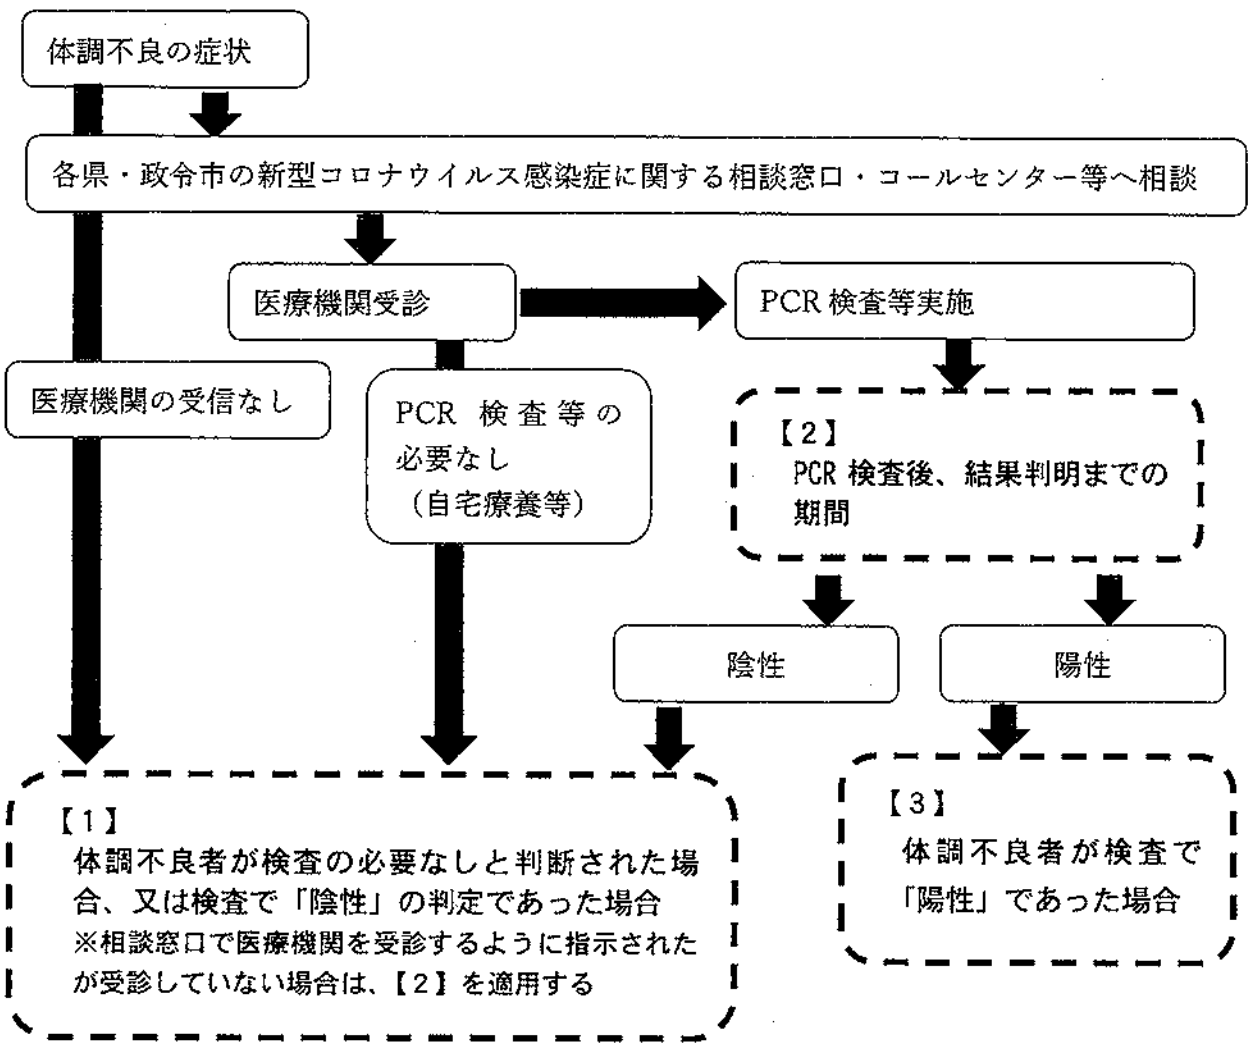 体調不良の症状
各県・政令市の新型コロナウイルス感染症に関する相談窓口・コールセンター等へ相談
医療機関受診
PCR 検査等実施
医療機関の受信なし
PCR 検査等の
必要なし
（自宅療養等）
【2】
PCR 検査後、結果判明までの
期間
陰性
陽性
【1】
体調不良者が検査の必要なしと判断された場
合、又は検査で「陰性」の判定であった場合
※相談窓口で医療機関を受診するように指示された
が受診していない場合は、【2】を適用する
【3】
体調不良者が検査で
「陽性」であった場合